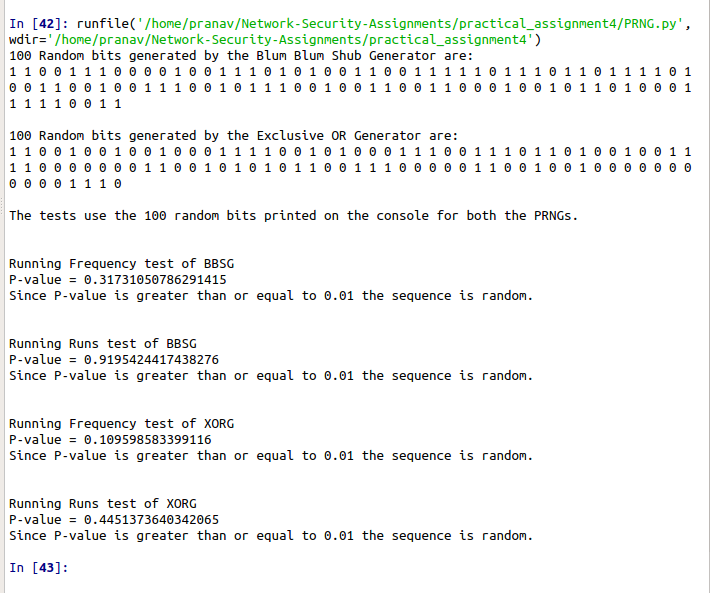 In [42]: runfile('/home/pranav/Network-Security-Assignments/practical_assignment4/PRNG.py',
wdir='/home/pranav/Network-Security-Assignments/practical_assignment4')
100 Random bits generated by the Blum Blum Shub Generator are:
1 1 0 0 1 1 1 0 0 0 0 1 0 0 1 1 1 0 1 0 1 0 0 1 1 0 0 1 1 1 1 1 0 1 1 1 0 1 1 0 1 1 1 1 0 1
0 0 1 1 0 0 1 0 0 1 1 1 0 0 1 0 1 1 1 0 0 1 0 0 1 1 0 0 1 1 0 0 0 1 0 0 1 0 1 1 0 1 0 0 0 1
1 1 1 1 0 0 1 1
100 Random bits generated by the Exclusive OR Generator are:
1 1 0 0 1 0 0 1 0 0 1 0 0 0 1 1 1 1 0 0 1 0 1 0 0 0 1 1 1 0 0 1 1 1 0 1 1 0 1 0 0 1 0 0 1 1
1 1 0 0 0 0 0 0 0 1 1 0 0 1 0 1 0 1 0 1 1 0 0 1 1 1 0 0 0 0 0 1 1 0 0 1 0 0 1 0 0 0 0 0 0 0
0 0 0 0 1 1 1 0
The tests use the 100 random bits printed on the console for both the PRNGs.
Running Frequency test of BBSG
P-value = 0.31731050786291415
Since P-value is greater than or equal to 0.01 the sequence is random.
Running Runs test of BBSG
P-value = 0.9195424417438276
Since P-value is greater than or equal to 0.01 the sequence is random.
Running Frequency test of XORG
P-value = 0.109598583399116
Since P-value is greater than or equal to 0.01 the sequence is random.
Running Runs test of XORG
P-value = 0.4451373640342065
Since P-value is greater than or equal to 0.01 the sequence is random.
In [43]: